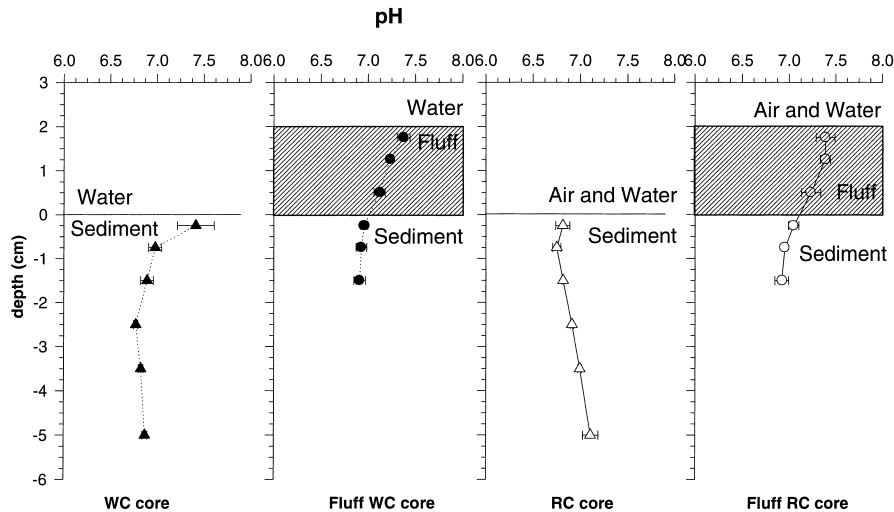 pH
6.0 6.5 7.0 7.5 8.0 6.0 6.5 7.0 7.5 8.0 6.0 6.5 7.0 7.5 8.0 6.0 6.5 7.0 7.5 8.0
3
2
1
0
-1
-2
-3
-4
-5
-6
depth (cm)
Water
Sediment
Water
Fluff
Sediment
Air and Water
Sediment
Air and Water
Fluff
Sediment
WC core
Fluff WC core
RC core
Fluff RC core